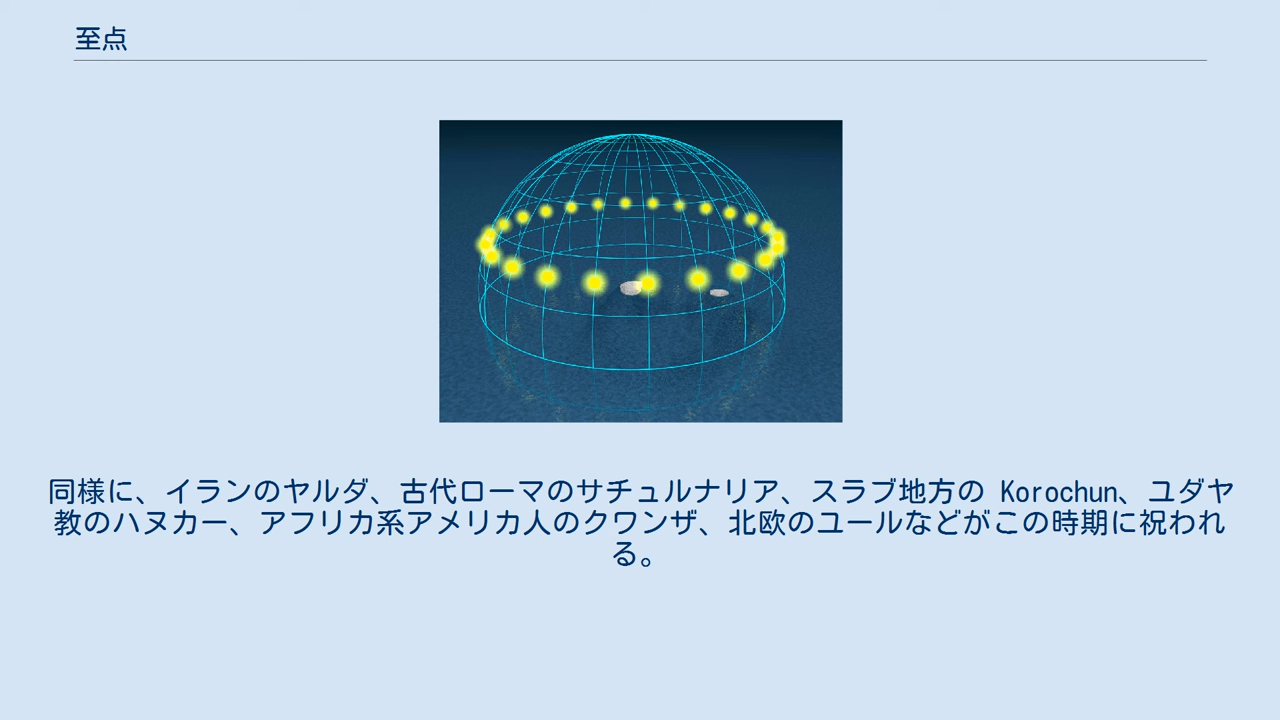 至点
同様に、イランのヤルダ、古代ローマのサチュルナリア、スラブ地方の Korochun、ユダヤ
教のハヌカー、アフリカ系アメリカ人のクワンザ、北欧のユールなどがこの時期に祝われ
る。